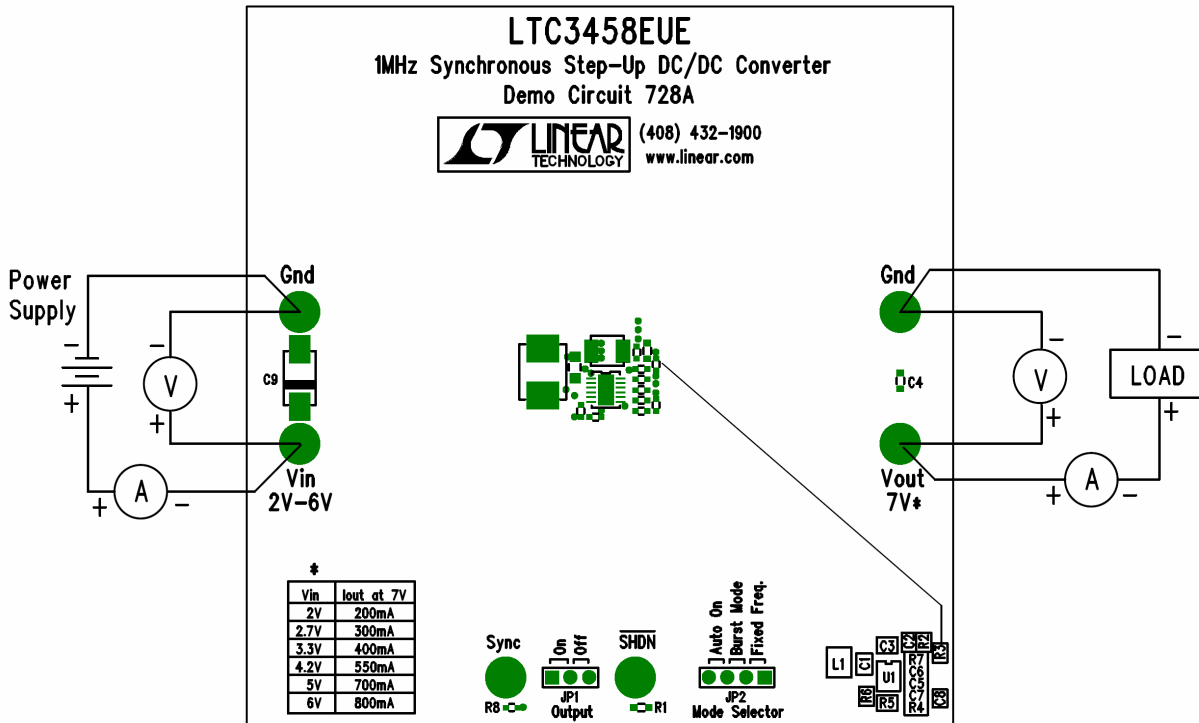 LTC3458EUE
1MHz Synchronous Step-Up DC/DC Converter
Demo Circuit 728A
LINEAR
TECHNOLOGY
(408) 432-1900
www.linear.com
Power
Supply
-
+
V
-
+
A
+
-
Gnd
C9
Vin
2V-6V
Gnd
C4
Vout
7V*
V
-
+
A
+
-
LOAD
-
+
*
Vin Iout at 7V
2V 200mA
2.7V 300mA
3.3V 400mA
4.2V 550mA
5V 700mA
6V 800mA
Sync
R8
On
Off
JP1
Output
SHDN
R1
Auto On
Burst Mode
Fixed Freq.
JP2
Mode Selector
L1
C1
C3
C2
R2
R3
U1
R7
C6
C5
C7
R4
R6
R5
C8